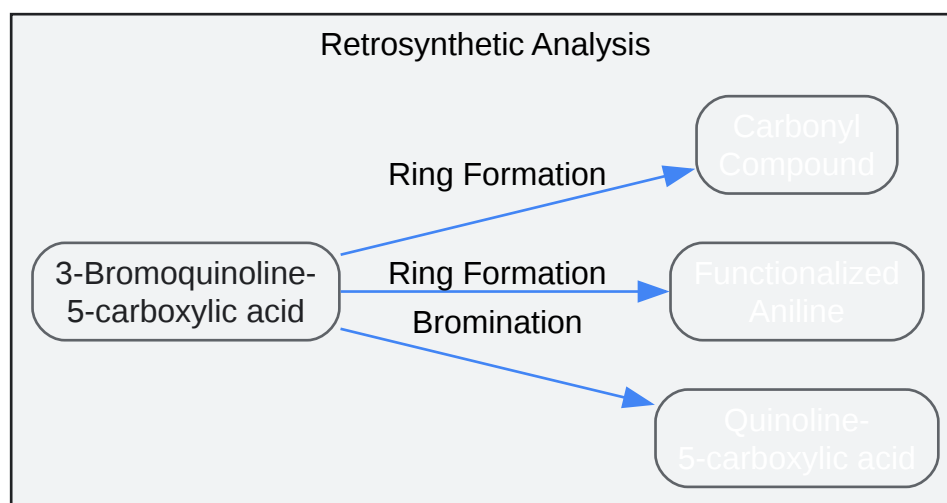 Retrosynthetic Analysis
Carbonyl
Compound
Ring Formation
3-Bromoquinoline-
5-carboxylic acid
Ring Formation
Functionalized
Aniline
Bromination
Quinoline-
5-carboxylic acid